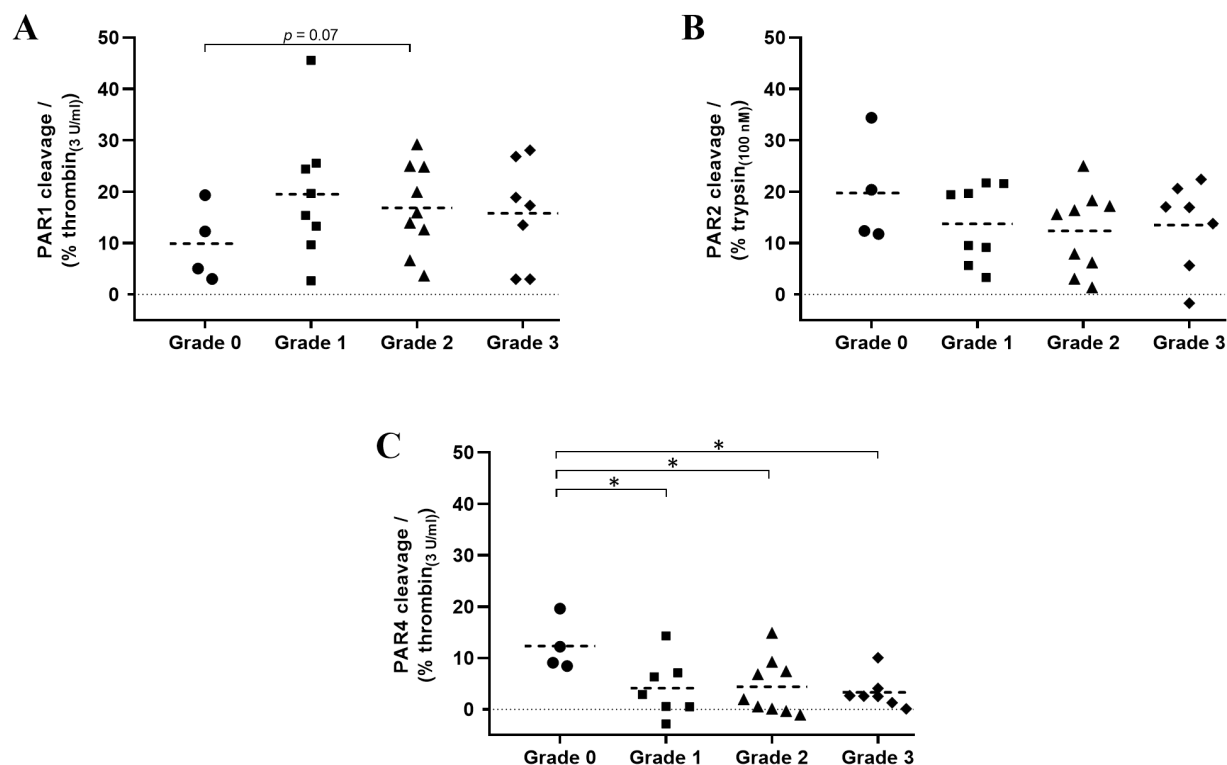 A
PAR1 cleavage /
(% thrombin(3 U/ml))
50
40
30
20
10
0
p = 0.07
Grade 0 Grade 1 Grade 2 Grade 3
B
PAR2 cleavage /
(% trypsin(100 nM))
50
40
30
20
10
0
Grade 0 Grade 1 Grade 2 Grade 3
C
PAR4 cleavage /
(% thrombin(3 U/ml))
50
40
30
20
10
0
*
*
*
Grade 0 Grade 1 Grade 2 Grade 3